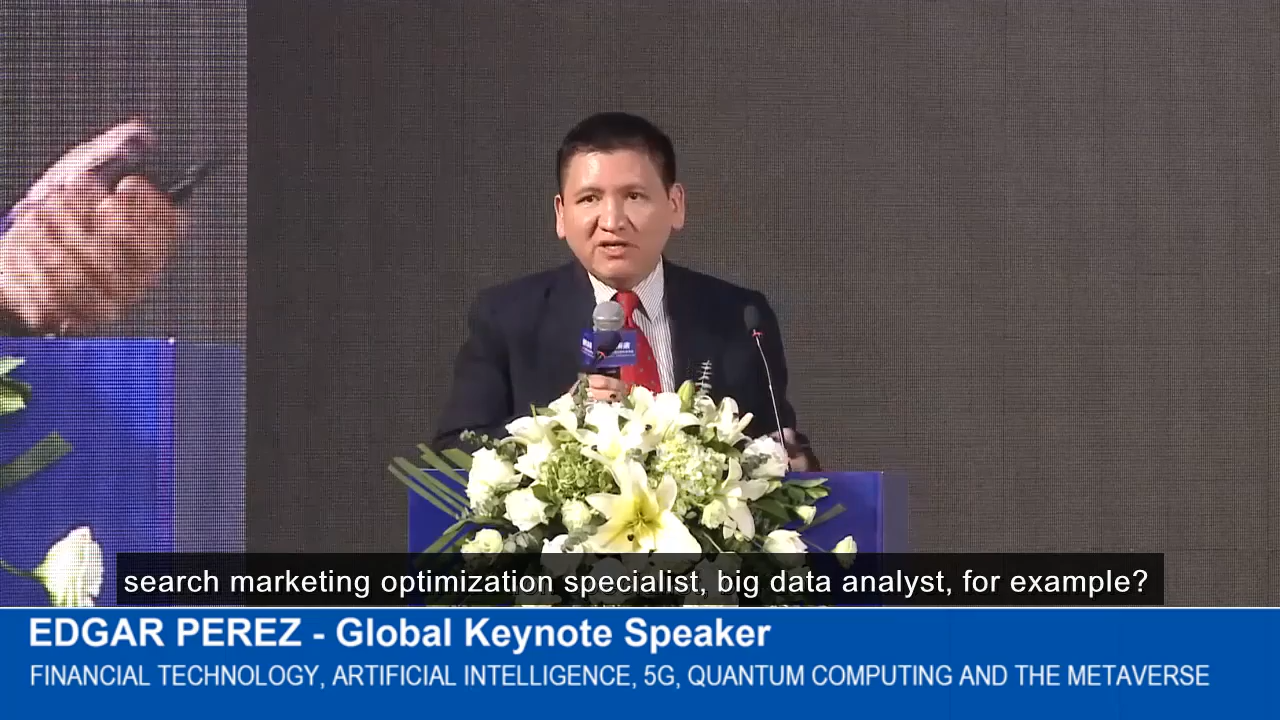 search marketing optimization specialist, big data analyst, for example?
EDGAR PEREZ - Global Keynote Speaker
FINANCIAL TECHNOLOGY, ARTIFICIAL INTELLIGENCE, 5G, QUANTUM COMPUTING AND THE METAVERSE